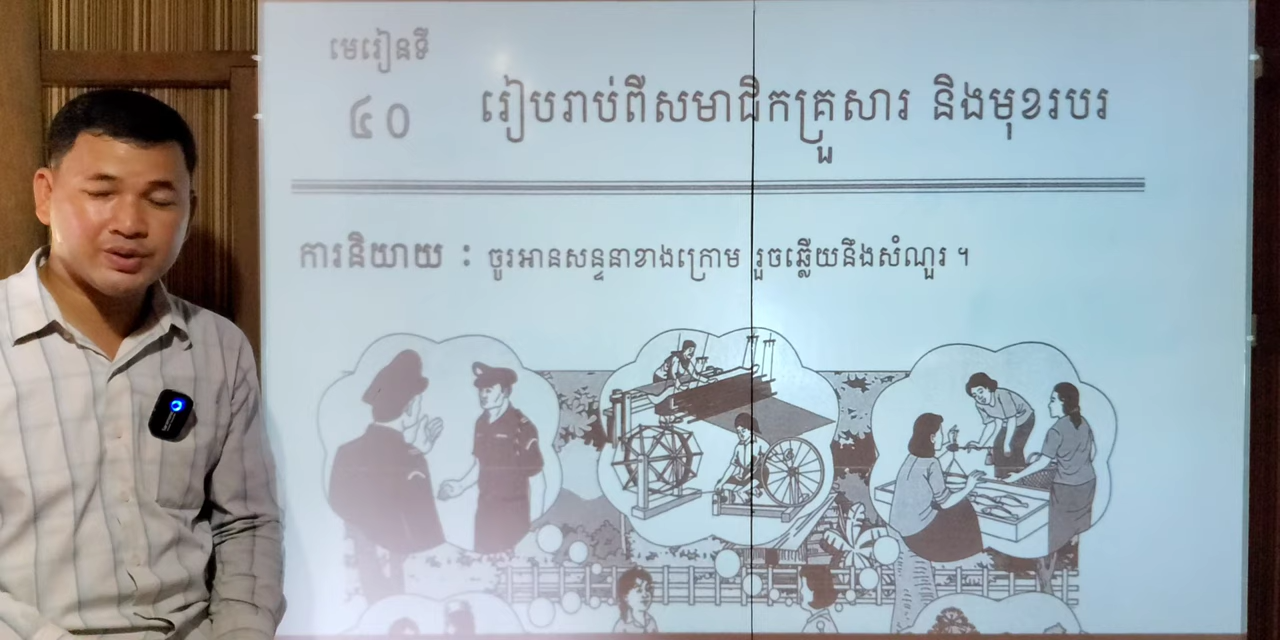 មេរៀនទី
៤០
រៀបរាប់ពីសមាជិកគ្រួសារ និងមុខរបរ
ការនិយាយ ៖ ចូរអានសន្ទនាខាងក្រោម រួចឆ្លើយនឹងសំណួរ ។